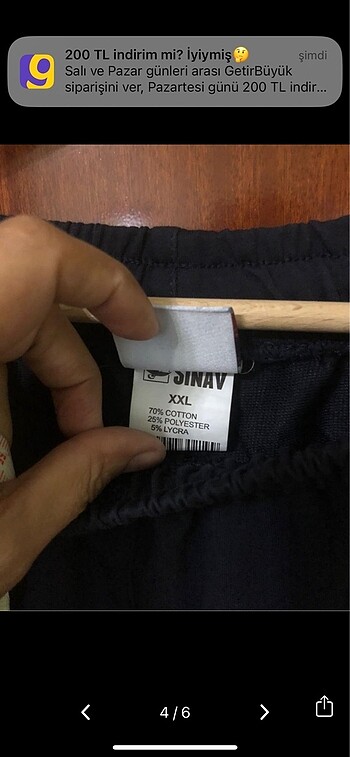 200 TL indirim mi? İyiymiş🤔
şimdi
Salı ve Pazar günleri arası GetirBüyük
siparişini ver, Pazartesi günü 200 TL indir...
SINAV
XXL
70% COTTON
25% POLYESTER
5% LYCRA
4 / 6